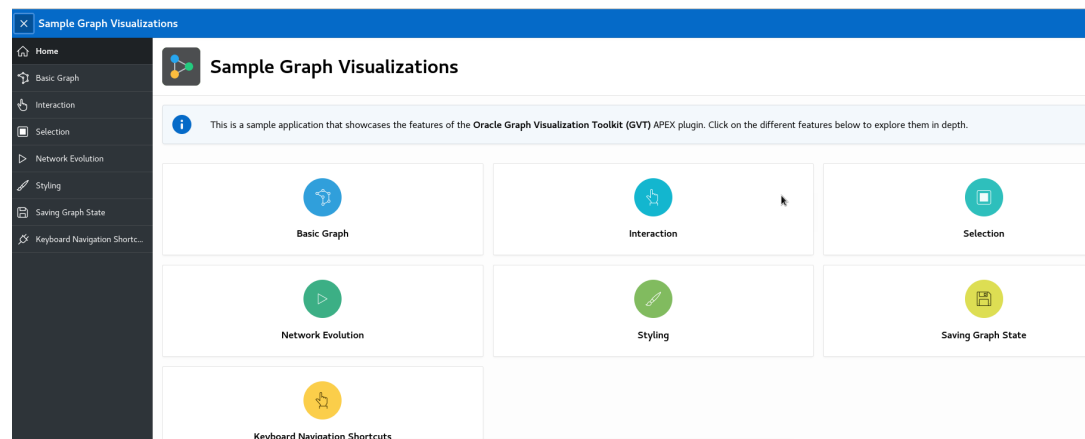 Sample Graph Visualizations
Home
Basic Graph
Interaction
Selection
Network Evolution
Styling
Saving Graph State
Keyboard Navigation Shortc...
Sample Graph Visualizations
This is a sample application that showcases the features of the Oracle Graph Visualization Toolkit (GVT) APEX plugin. Click on the different features below to explore them in depth.
Basic Graph
Interaction
Selection
Network Evolution
Styling
Saving Graph State
Keyboard Navigation Shortcuts